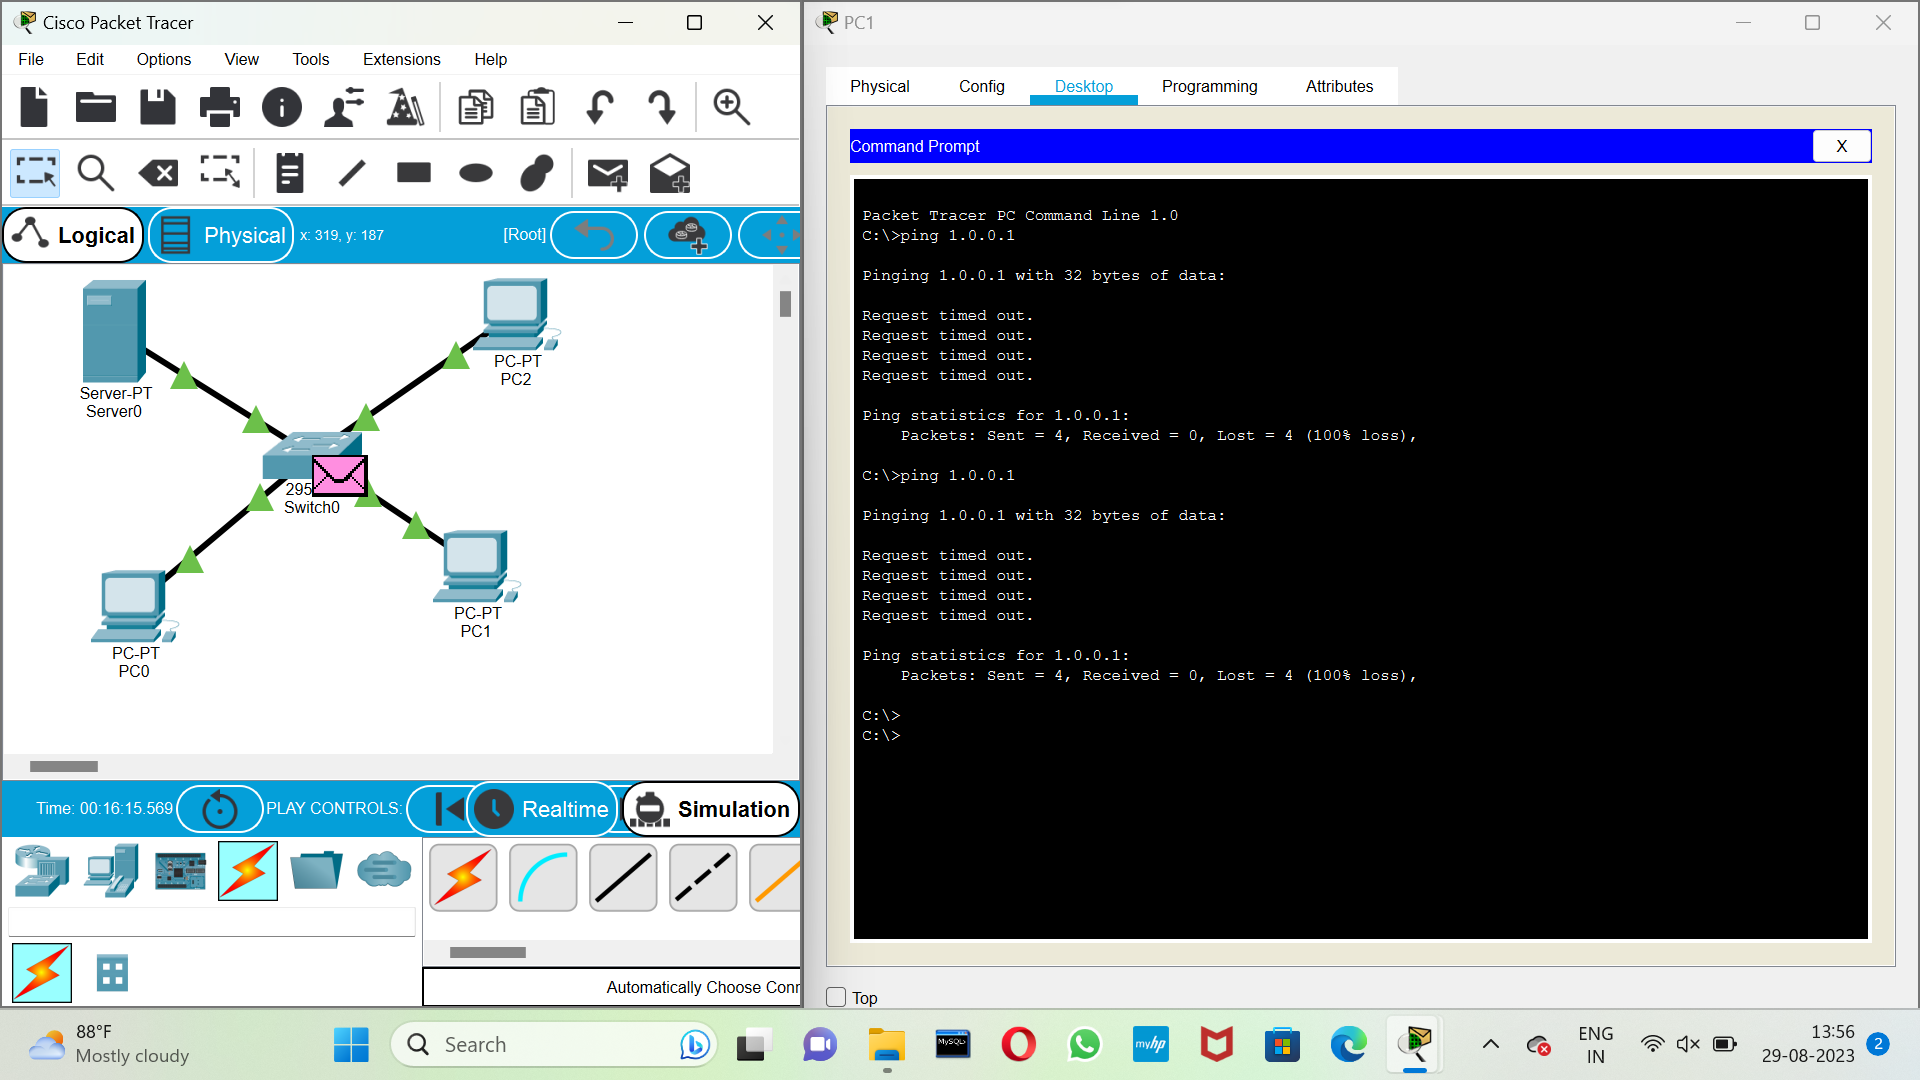 Cisco Packet Tracer
File Edit Options View Tools Extensions Help
Logical Physical x: 319, y: 187 [Root]
Server-PT
Server0
PC-PT
PC2
295
Switch0
PC-PT
PC1
PC-PT
PC0
Time: 00:16:15.569 PLAY CONTROLS: Realtime Simulation
Automatically Choose Conn
PC1
Physical Config Desktop Programming Attributes
Command Prompt X
Packet Tracer PC Command Line 1.0
C:\>ping 1.0.0.1
Pinging 1.0.0.1 with 32 bytes of data:
Request timed out.
Request timed out.
Request timed out.
Request timed out.
Ping statistics for 1.0.0.1:
Packets: Sent = 4, Received = 0, Lost = 4 (100% loss),
C:\>ping 1.0.0.1
Pinging 1.0.0.1 with 32 bytes of data:
Request timed out.
Request timed out.
Request timed out.
Request timed out.
Ping statistics for 1.0.0.1:
Packets: Sent = 4, Received = 0, Lost = 4 (100% loss),
C:\>
C:\>
Top
88°F
Mostly cloudy
Search
MySQL
myhp
ENG
IN
13:56
29-08-2023
2